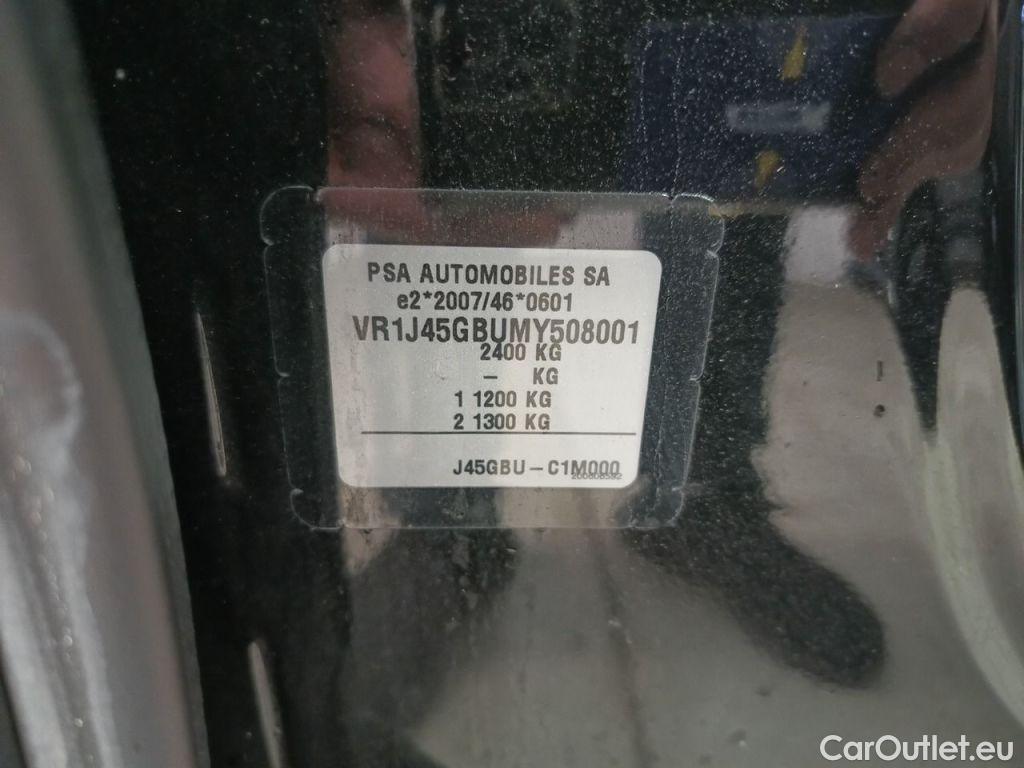 PSA AUTOMOBILES SA
e2*2007/46*0601
VR1J45GBUMY508001
2400 KG
– KG
1 1200 KG
2 1300 KG
J45GBU – C1M000
CarOutlet.eu